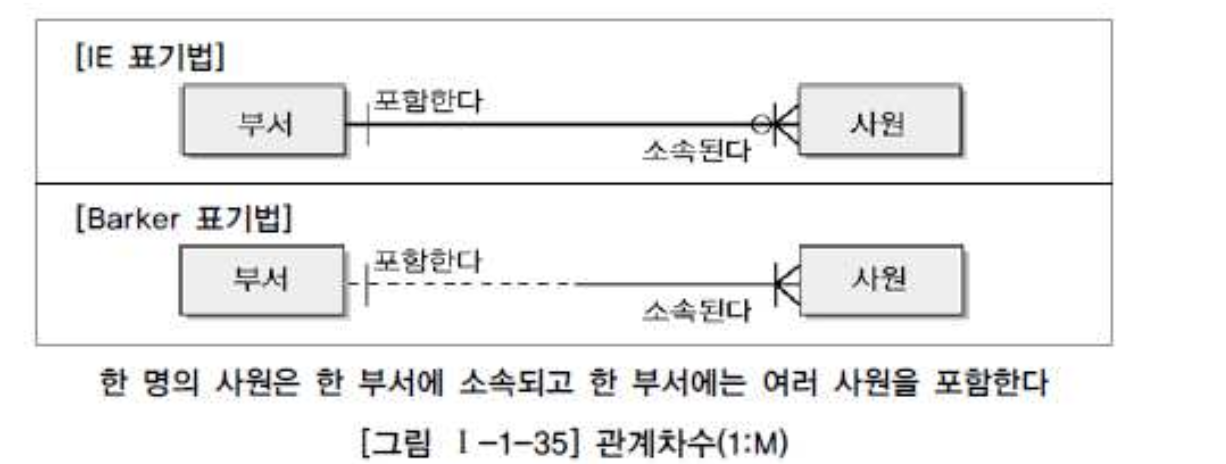 [IE 표기법]
부서
포함한다
소속된다
사원
[Barker 표기법]
부서
포함한다
소속된다
사원
한 명의 사원은 한 부서에 소속되고 한 부서에는 여러 사원을 포함한다
[그림 Ⅰ-1-35] 관계차수(1:M)